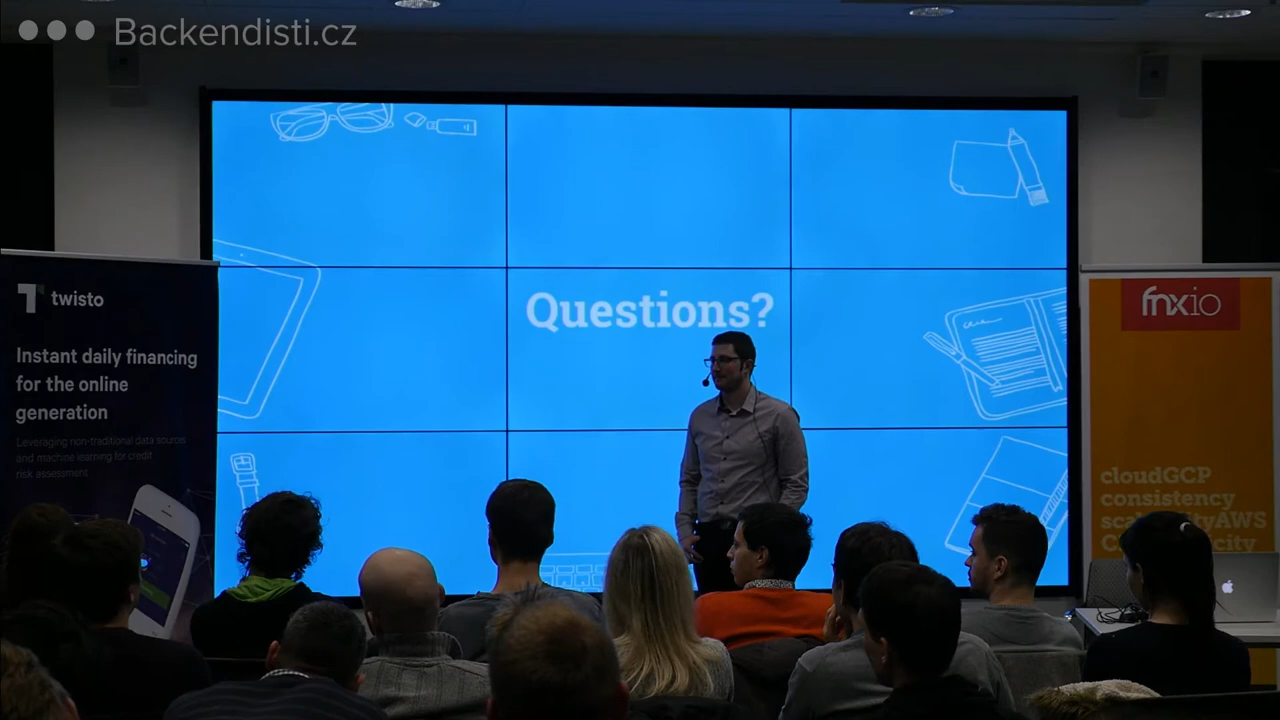 Backendisti.cz
twisto
Instant daily financing
for the online
generation
Leveraging non-traditional data sources
and machine learning for credit
risk assessment
Questions?
fnxio
cloudGCP
consistency